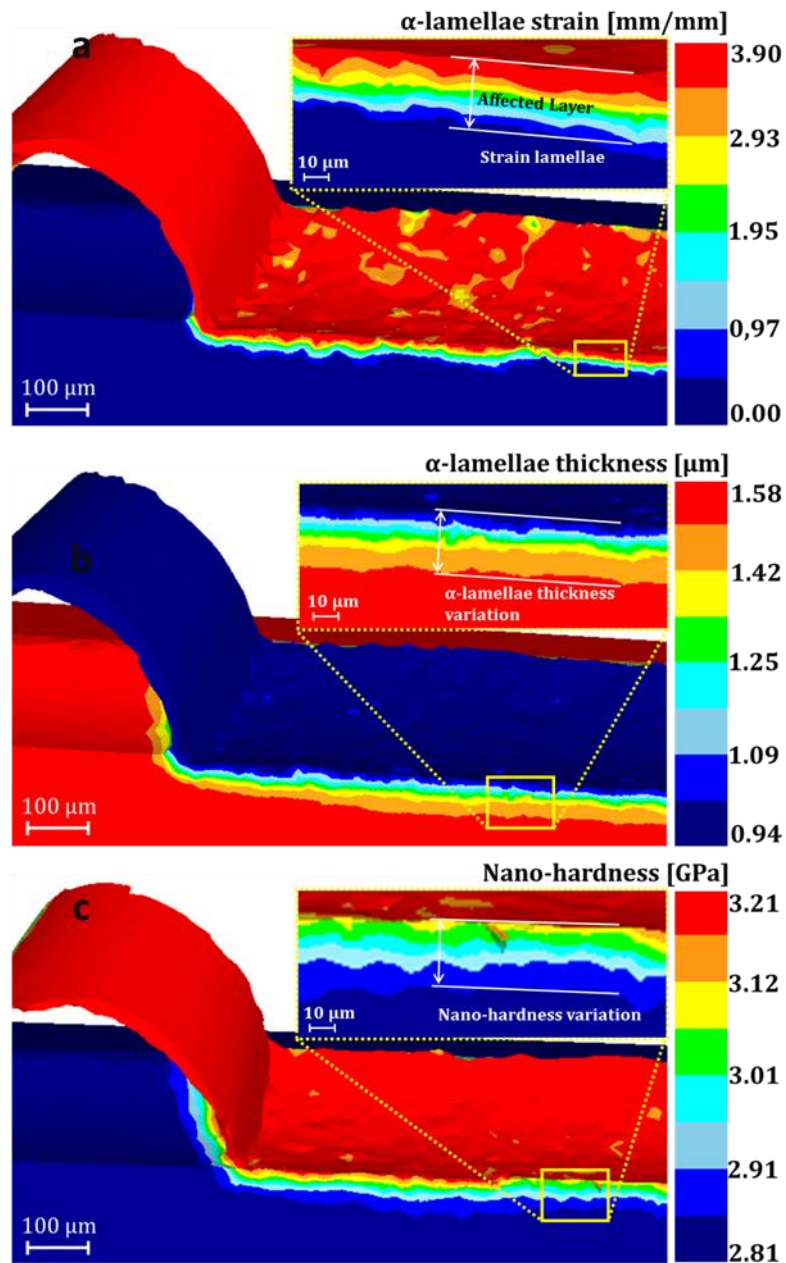 α-lamellae strain [mm/mm]
a
Affected Layer
Strain lamellae
10 µm
100 µm
3.90
2.93
1.95
0,97
0.00
α-lamellae thickness [µm]
b
α-lamellae thickness
variation
10 µm
100 µm
1.58
1.42
1.25
1.09
0.94
Nano-hardness [GPa]
c
Nano-hardness variation
10 µm
100 µm
3.21
3.12
3.01
2.91
2.81